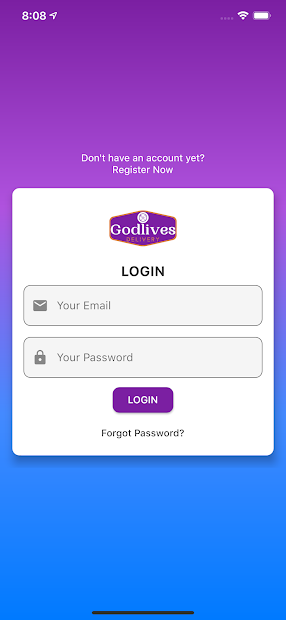 8:08
Don't have an account yet?
Register Now
Godlives
DELIVERY
LOGIN
Your Email
Your Password
LOGIN
Forgot Password?